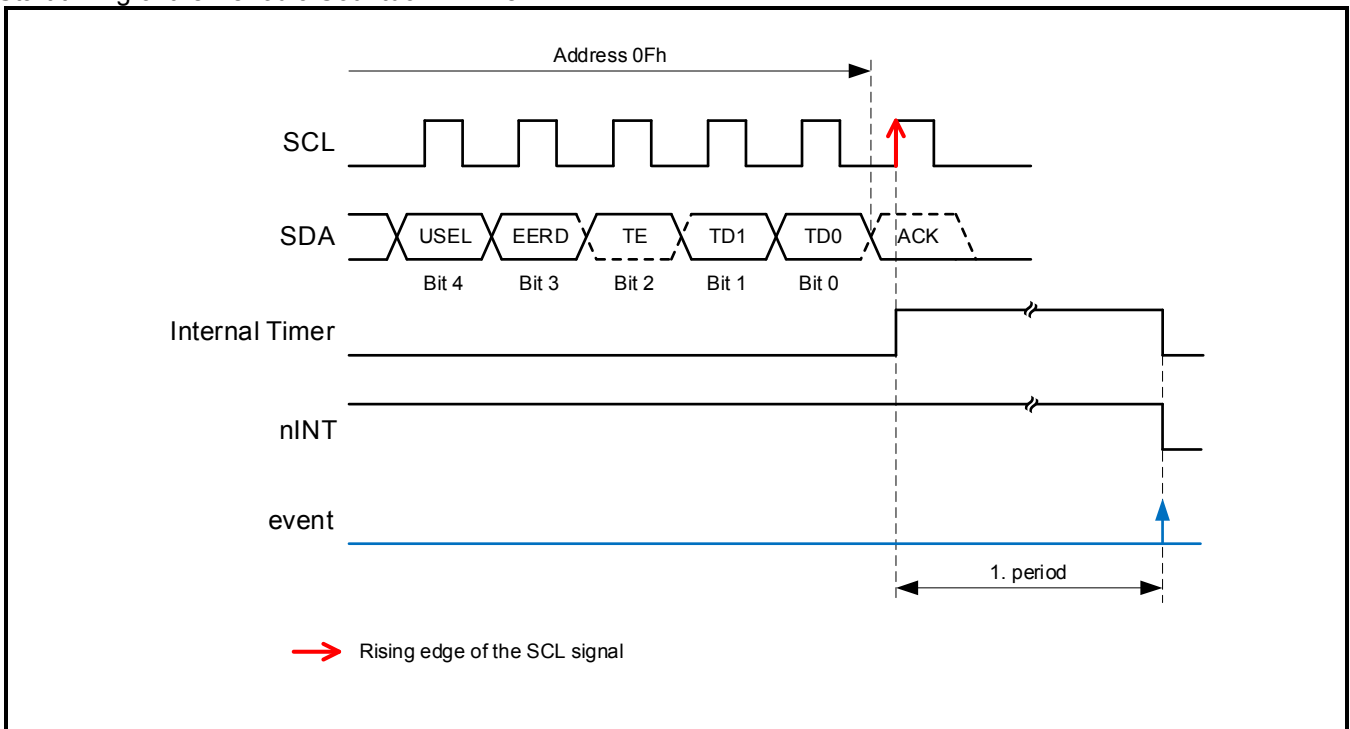 Address 0Fh
SCL
SDA
USEL EERD TE TD1 TD0 ACK
Bit 4 Bit 3 Bit 2 Bit 1 Bit 0
Internal Timer
nINT
event
1. period
Rising edge of the SCL signal